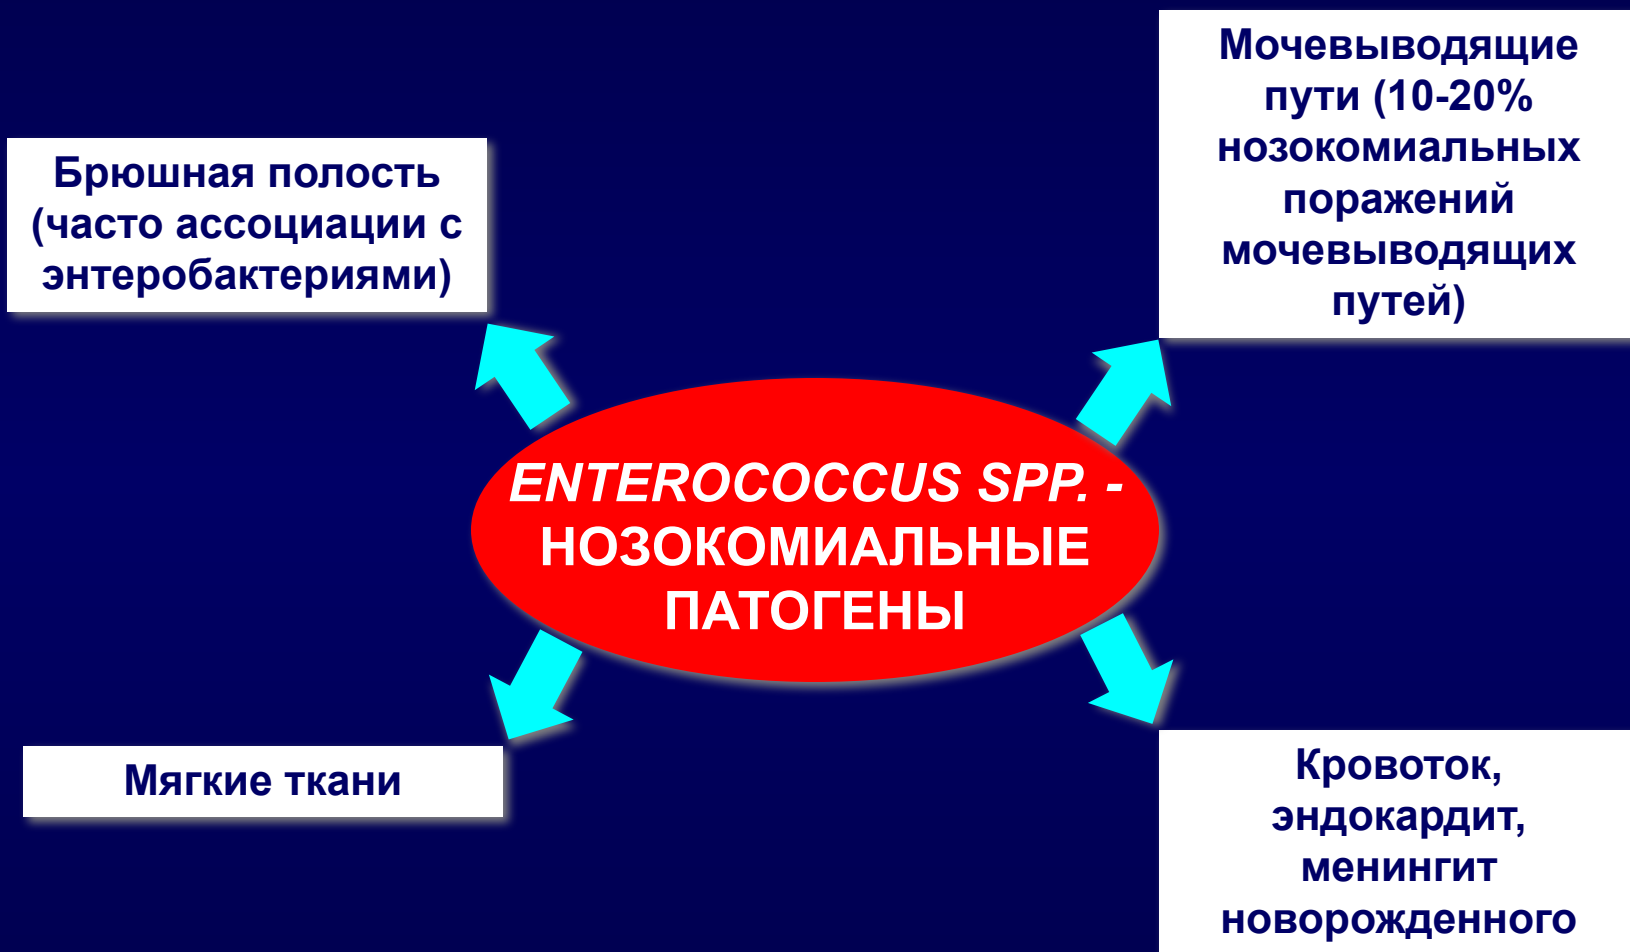 Мочевыводящие
пути (10-20%
нозокомиальных
поражений
мочевыводящих
путей)
Брюшная полость
(часто ассоциации с
энтеробактериями)
ENTEROCOCCUS SPP. -
НОЗОКОМИАЛЬНЫЕ
ПАТОГЕНЫ
Мягкие ткани
Кровоток,
эндокардит,
менингит
новорожденного